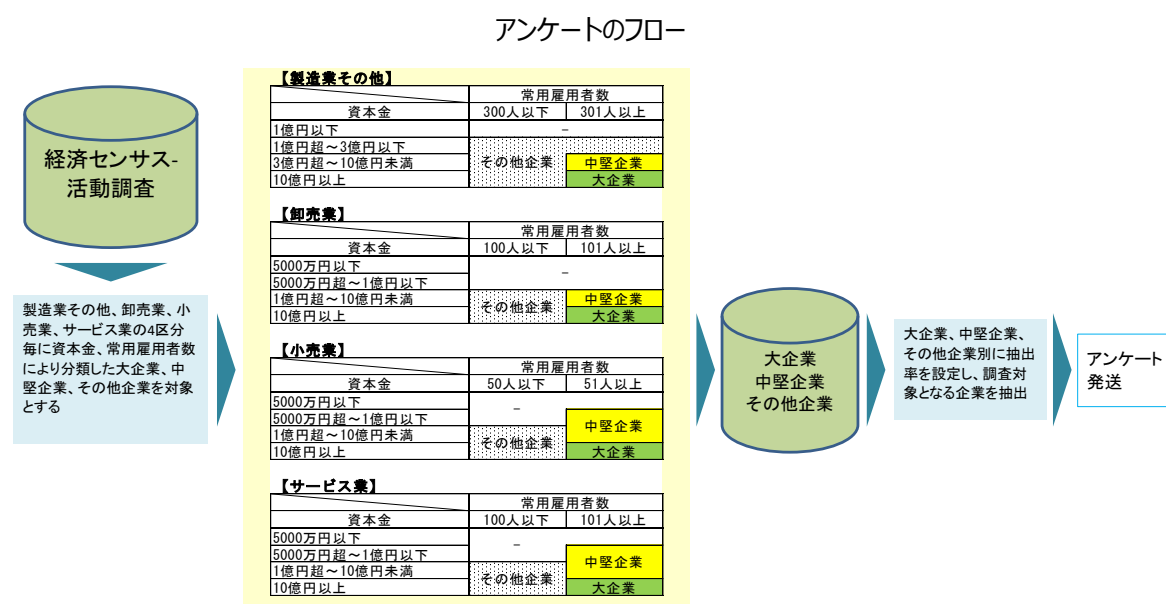 アンケートのフロー
経済センサス-
活動調査
製造業その他、卸売業、小
売業、サービス業の4区分
毎に資本金、常用雇用者数
により分類した大企業、中
堅企業、その他企業を対象
とする
【製造業その他】
常用雇用者数
資本金 300人以下 301人以上
1億円以下 -
1億円超~3億円以下
3億円超~10億円未満 その他企業 中堅企業
10億円以上 大企業
【卸売業】
常用雇用者数
資本金 100人以下 101人以上
5000万円以下 -
5000万円超~1億円以下
1億円超~10億円未満 その他企業 中堅企業
10億円以上 大企業
【小売業】
常用雇用者数
資本金 50人以下 51人以上
5000万円以下 -
5000万円超~1億円以下 中堅企業
1億円超~10億円未満 その他企業
10億円以上 大企業
【サービス業】
常用雇用者数
資本金 100人以下 101人以上
5000万円以下 -
5000万円超~1億円以下 中堅企業
1億円超~10億円未満 その他企業
10億円以上 大企業
大企業
中堅企業
その他企業
大企業、中堅企業、
その他企業別に抽出
率を設定し、調査対
象となる企業を抽出
アンケート
発送